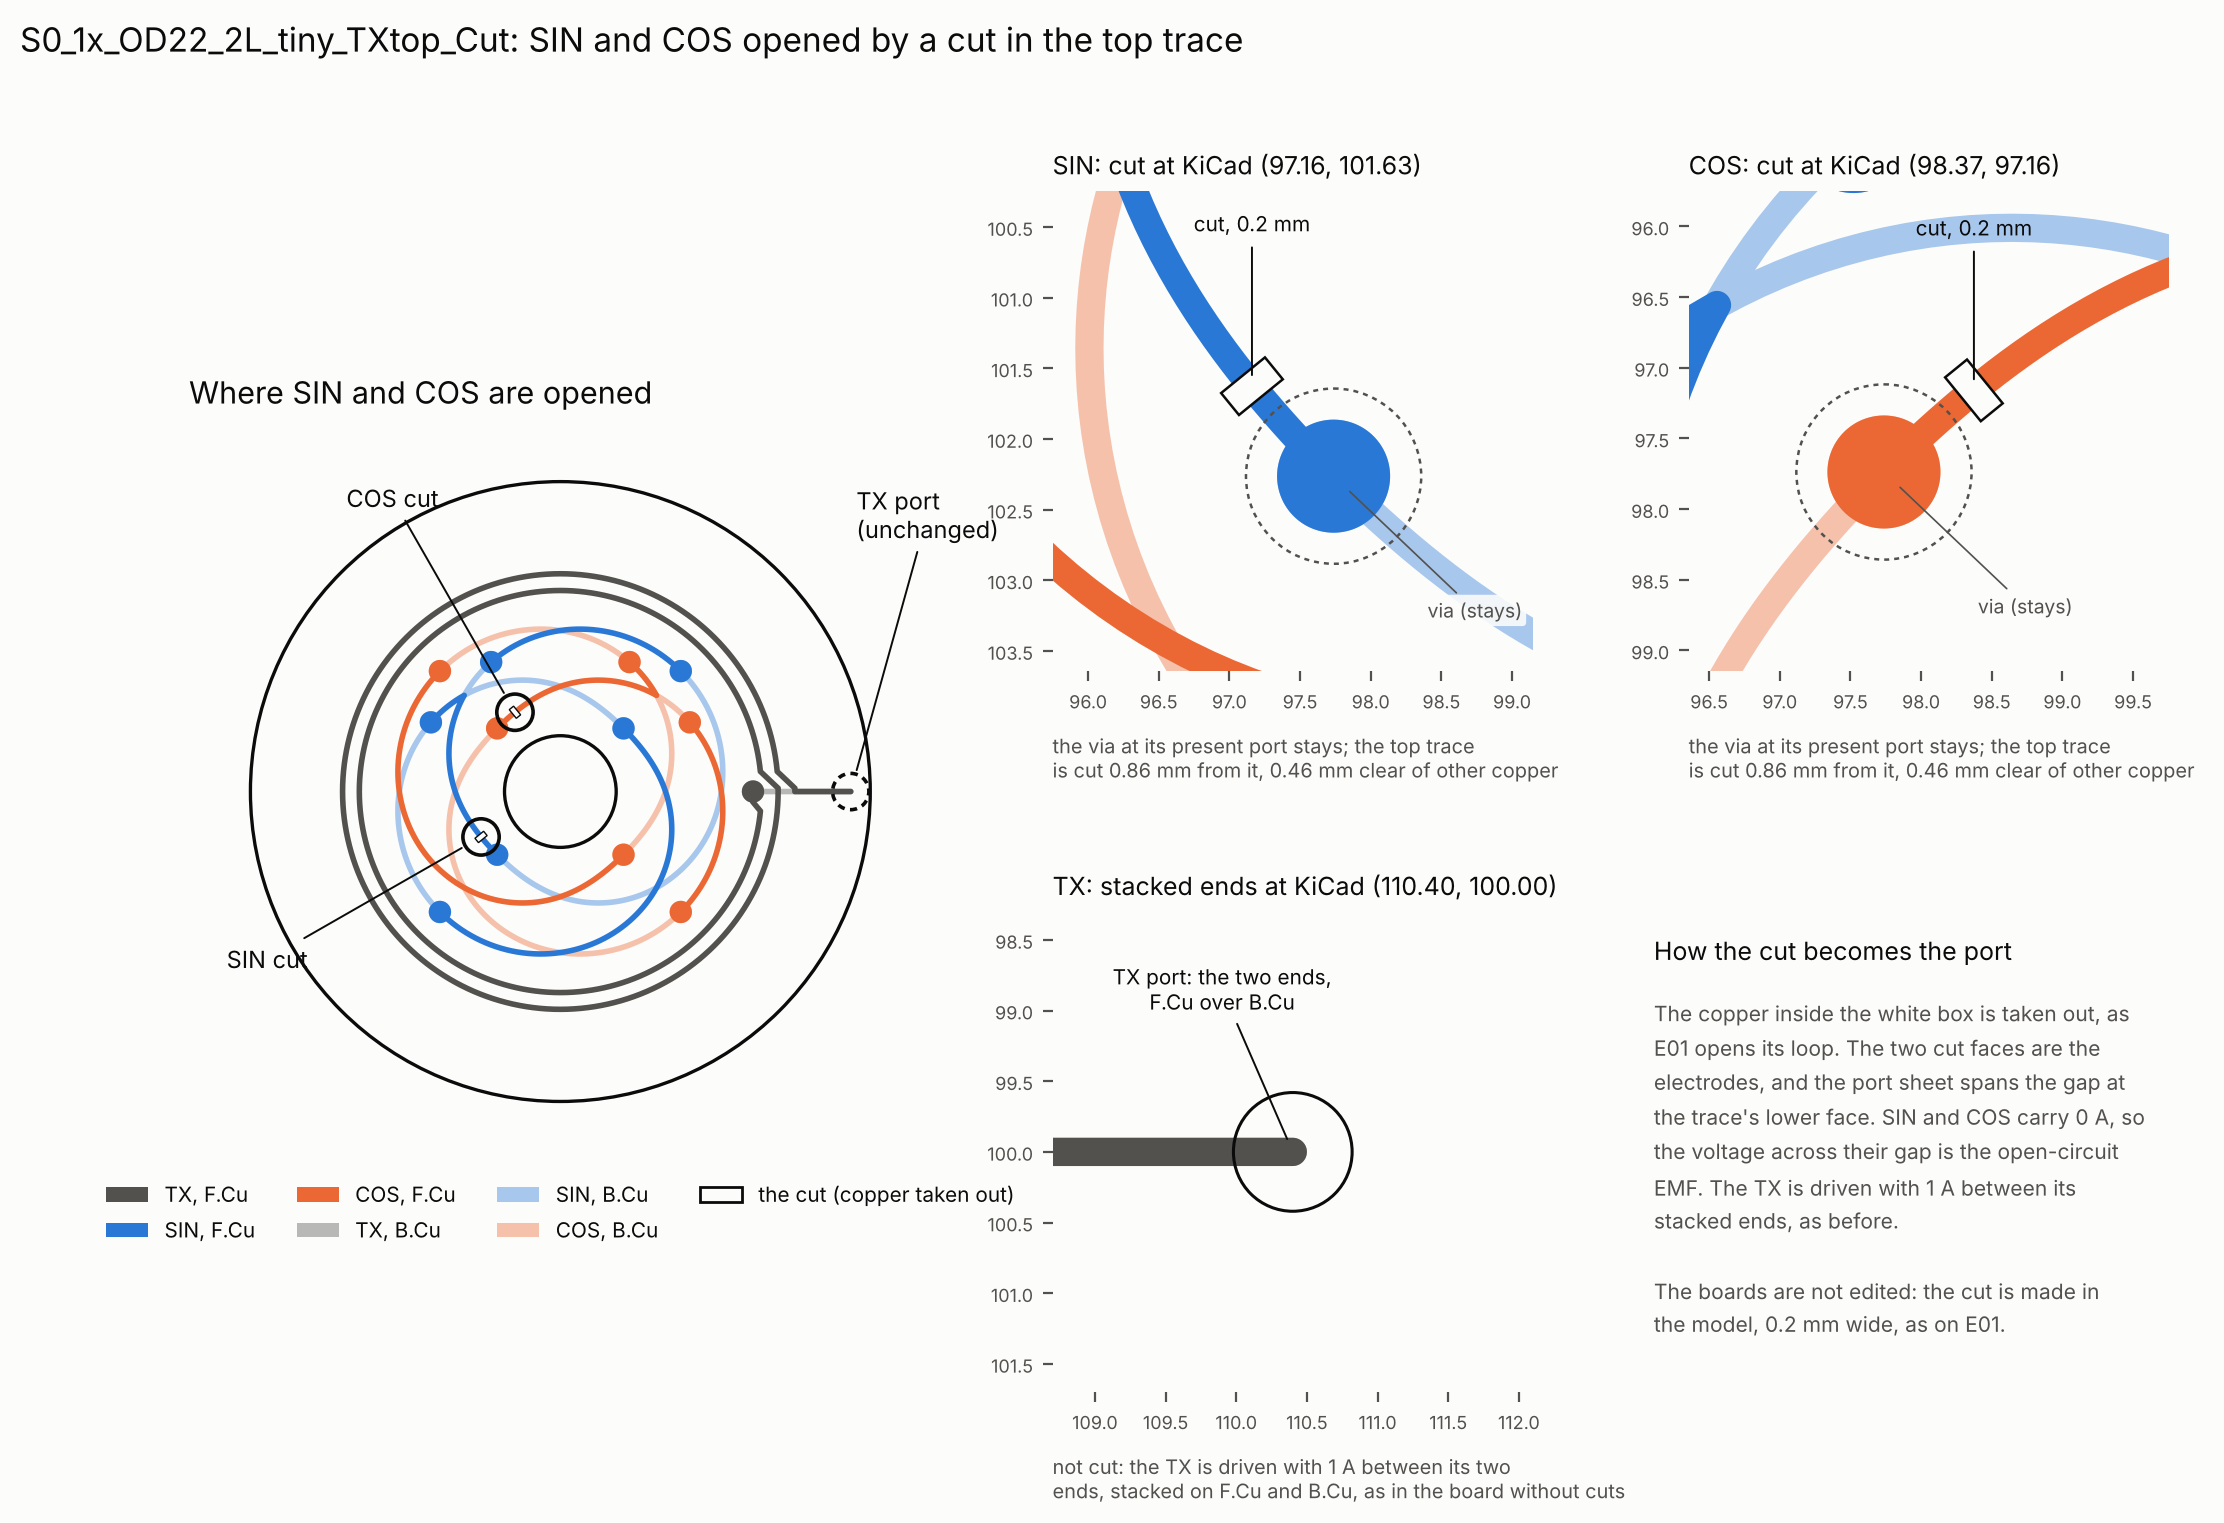 S0_1x_OD22_2L_tiny_TXtop_Cut: SIN and COS opened by a cut in the top trace
Where SIN and COS are opened
COS cut
TX port
(unchanged)
SIN cut
TX, F.Cu
SIN, F.Cu
COS, F.Cu
TX, B.Cu
SIN, B.Cu
COS, B.Cu
the cut (copper taken out)
SIN: cut at KiCad (97.16, 101.63)
cut, 0.2 mm
via (stays)
100.5
101.0
101.5
102.0
102.5
103.0
103.5
96.0 96.5 97.0 97.5 98.0 98.5 99.0
the via at its present port stays; the top trace
is cut 0.86 mm from it, 0.46 mm clear of other copper
COS: cut at KiCad (98.37, 97.16)
cut, 0.2 mm
via (stays)
96.0
96.5
97.0
97.5
98.0
98.5
99.0
96.5 97.0 97.5 98.0 98.5 99.0 99.5
the via at its present port stays; the top trace
is cut 0.86 mm from it, 0.46 mm clear of other copper
TX: stacked ends at KiCad (110.40, 100.00)
TX port: the two ends,
F.Cu over B.Cu
98.5
99.0
99.5
100.0
100.5
101.0
101.5
109.0 109.5 110.0 110.5 111.0 111.5 112.0
not cut: the TX is driven with 1 A between its two
ends, stacked on F.Cu and B.Cu, as in the board without cuts
How the cut becomes the port
The copper inside the white box is taken out, as
E01 opens its loop. The two cut faces are the
electrodes, and the port sheet spans the gap at
the trace's lower face. SIN and COS carry 0 A, so
the voltage across their gap is the open-circuit
EMF. The TX is driven with 1 A between its
stacked ends, as before.
The boards are not edited: the cut is made in
the model, 0.2 mm wide, as on E01.